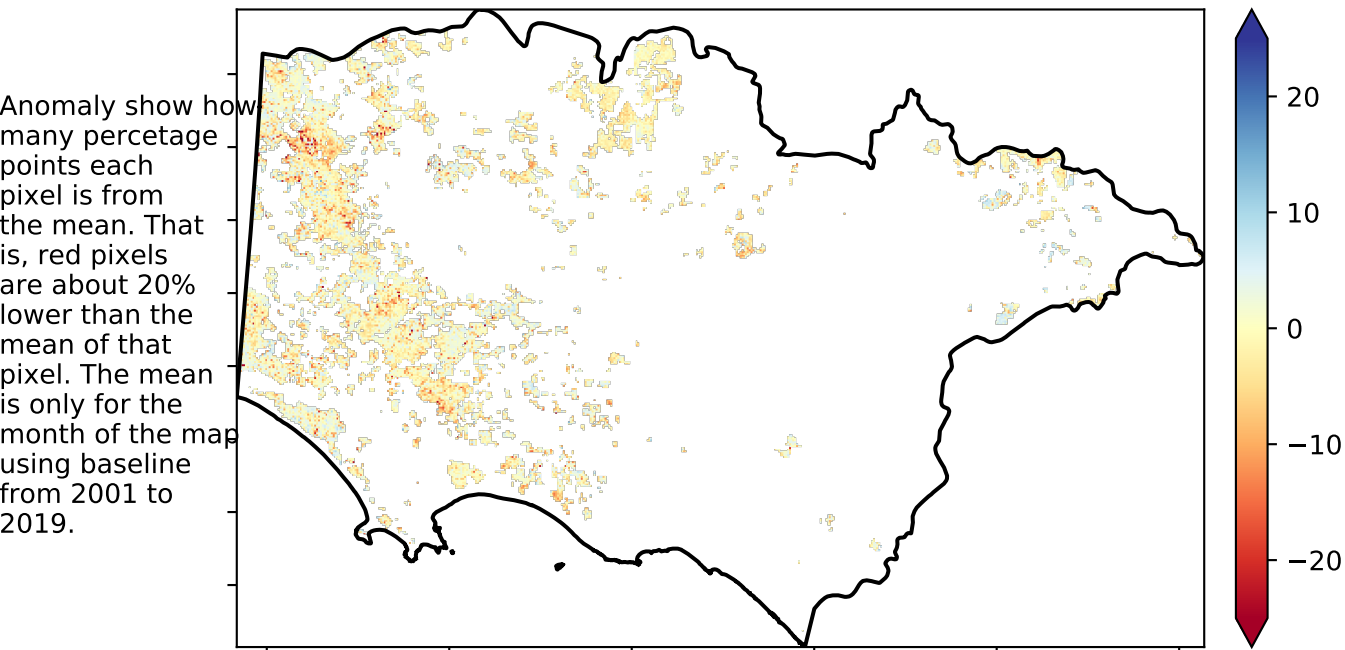 Anomaly show how
many percetage
points each
pixel is from
the mean. That
is, red pixels
are about 20%
lower than the
mean of that
pixel. The mean
is only for the
month of the map
using baseline
from 2001 to
2019.
20
10
0
−10
−20